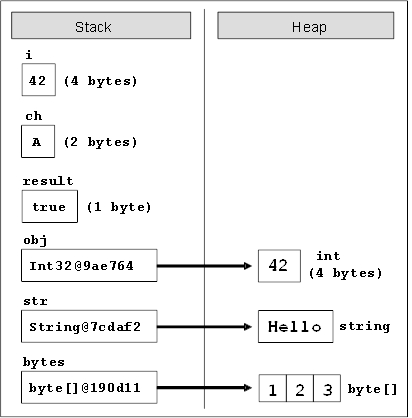 Stack Heap
i
42 (4 bytes)
ch
A (2 bytes)
result
true (1 byte)
obj
Int32@9ae764 42 int
(4 bytes)
str
String@7cdaf2 Hello string
bytes
byte[]@190d11 1 2 3 byte[]